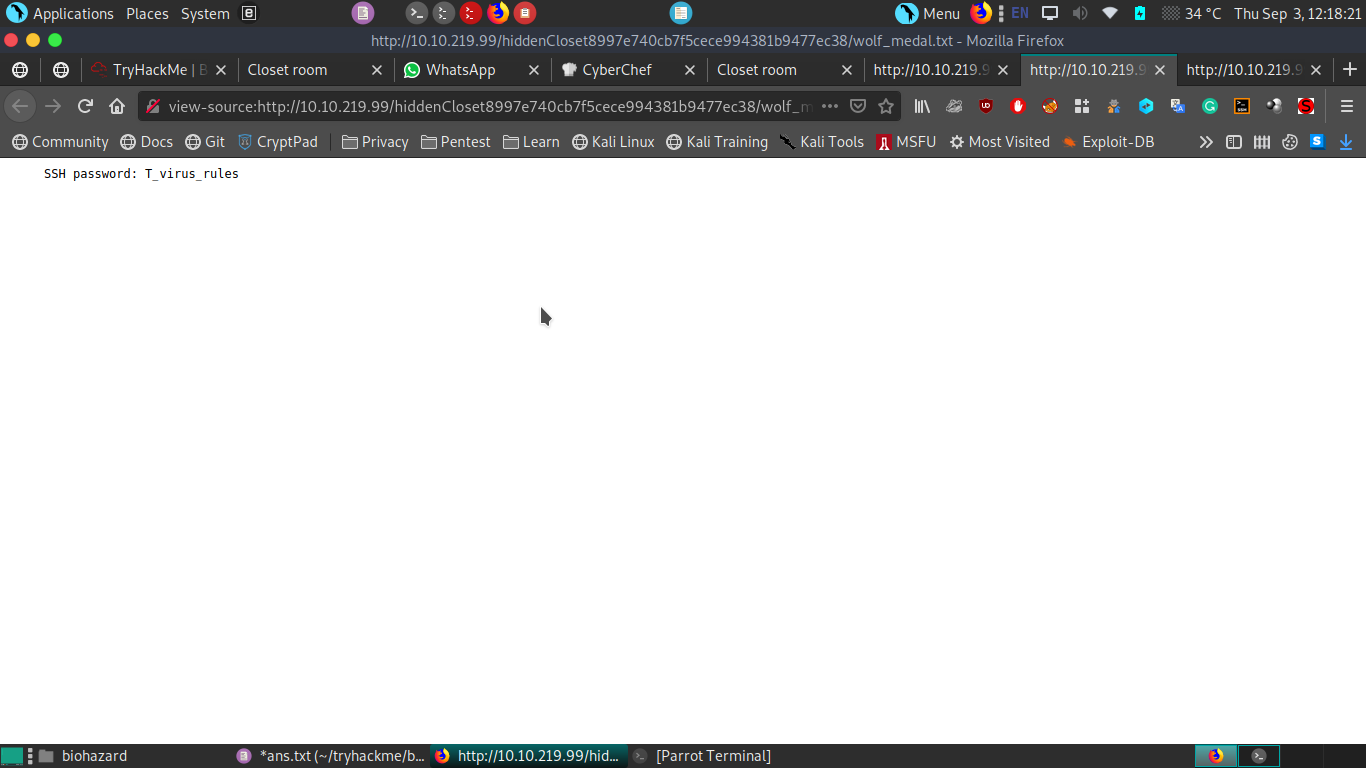 Applications Places System Menu EN 34 °C Thu Sep 3, 12:18:21
http://10.10.219.99/hiddenCloset8997e740cb7f5cece994381b9477ec38/wolf_medal.txt - Mozilla Firefox
TryHackMe | B Closet room WhatsApp CyberChef Closet room http://10.10.219.9 http://10.10.219.9 http://10.10.219.9
view-source:http://10.10.219.99/hiddenCloset8997e740cb7f5cece994381b9477ec38/wolf_m
Community Docs Git CryptPad Privacy Pentest Learn Kali Linux Kali Training Kali Tools MSFU Most Visited Exploit-DB
SSH password: T_virus_rules
biohazard *ans.txt (~/tryhackme/b... http://10.10.219.99/hid... [Parrot Terminal]